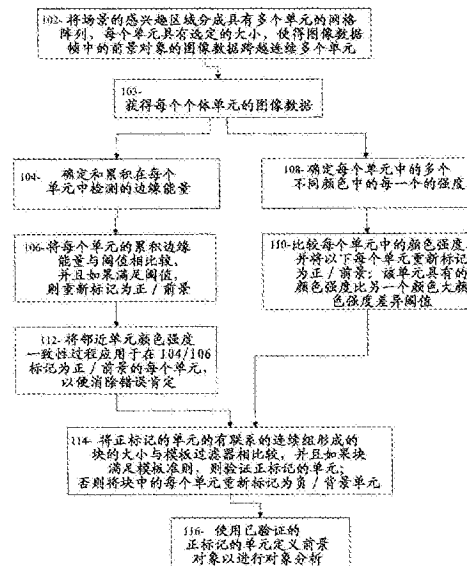 102-将场景的感兴趣区域分成具有多个单元的网格
阵列，每个单元具有选定的大小，使得图像数据
帧中的前景对象的图像数据跨越连续多个单元
103-
获得每个个体单元的图像数据
104- 确定和累积在每个
单元中检测的边缘能量
106- 将每个单元的累积边缘
能量与阈值相比较，
并且如果满足阈值，
则重新标记为正/前景
112- 将邻近单元颜色强度
一致性过程应用于在 104/106
标记为正/前景的每个单元，
以便消除错误肯定
108- 确定每个单元中的多个
不同颜色中的每一个的强度
110-比较每个单元中的颜色强度，
并将以下每个单元重新标记
为正/前景：该单元具有的
颜色强度比另一个颜色大颜
色强度差异阈值
114- 将正标记的单元的有联系的连续组形成的
块的大小与模板过滤器相比较，并且如果块
满足模板准则，则验证正标记的单元；
否则将块中的每个单元重新标记为负/背景单元
116- 使用已验证的
正标记的单元定义前景
对象以进行对象分析